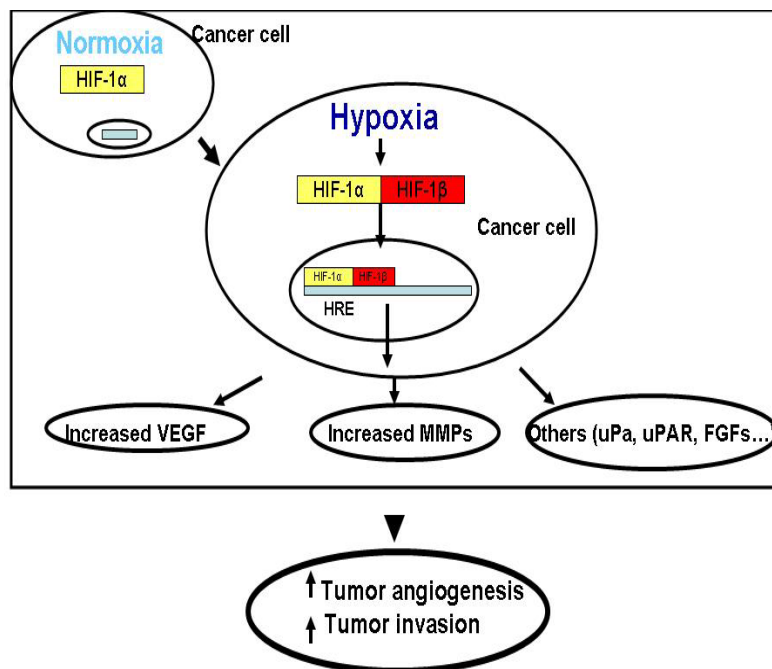 Normoxia
Cancer cell
HIF-1α
Hypoxia
HIF-1α HIF-1β
Cancer cell
HIF-1α HIF-1β
HRE
Increased VEGF
Increased MMPs
Others (uPa, uPAR, FGFs…
Tumor angiogenesis
Tumor invasion